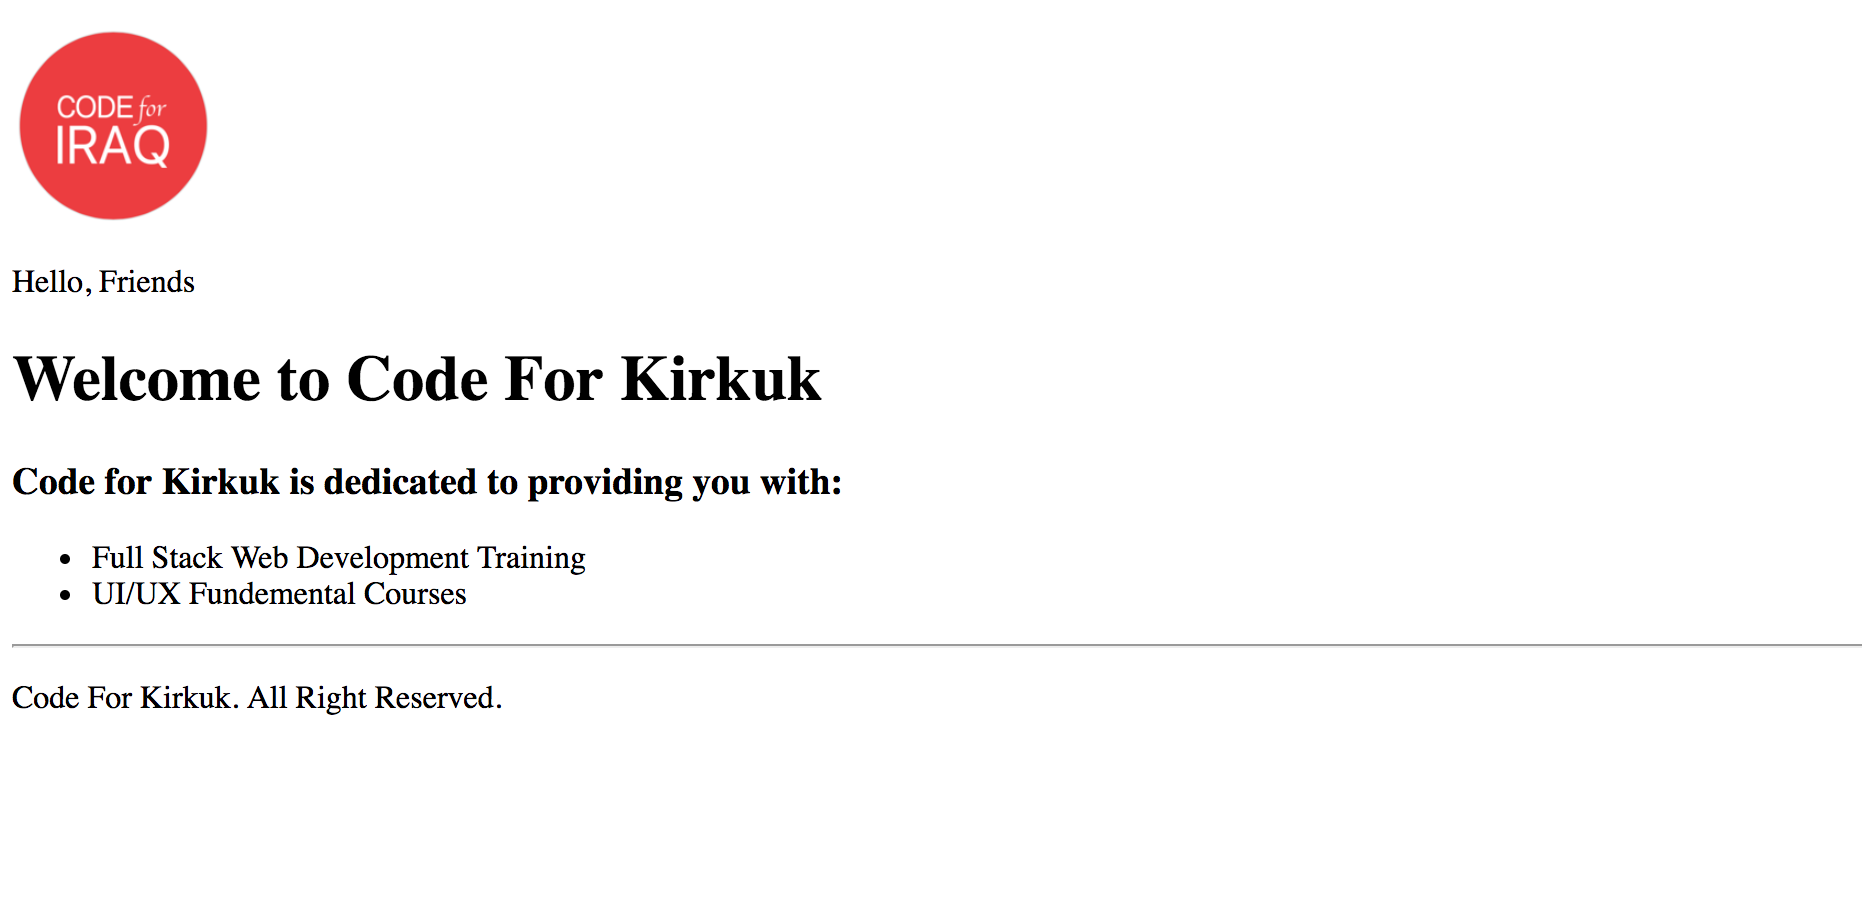 CODE for
IRAQ
Hello, Friends
Welcome to Code For Kirkuk
Code for Kirkuk is dedicated to providing you with:
• Full Stack Web Development Training
• UI/UX Fundemental Courses
Code For Kirkuk. All Right Reserved.